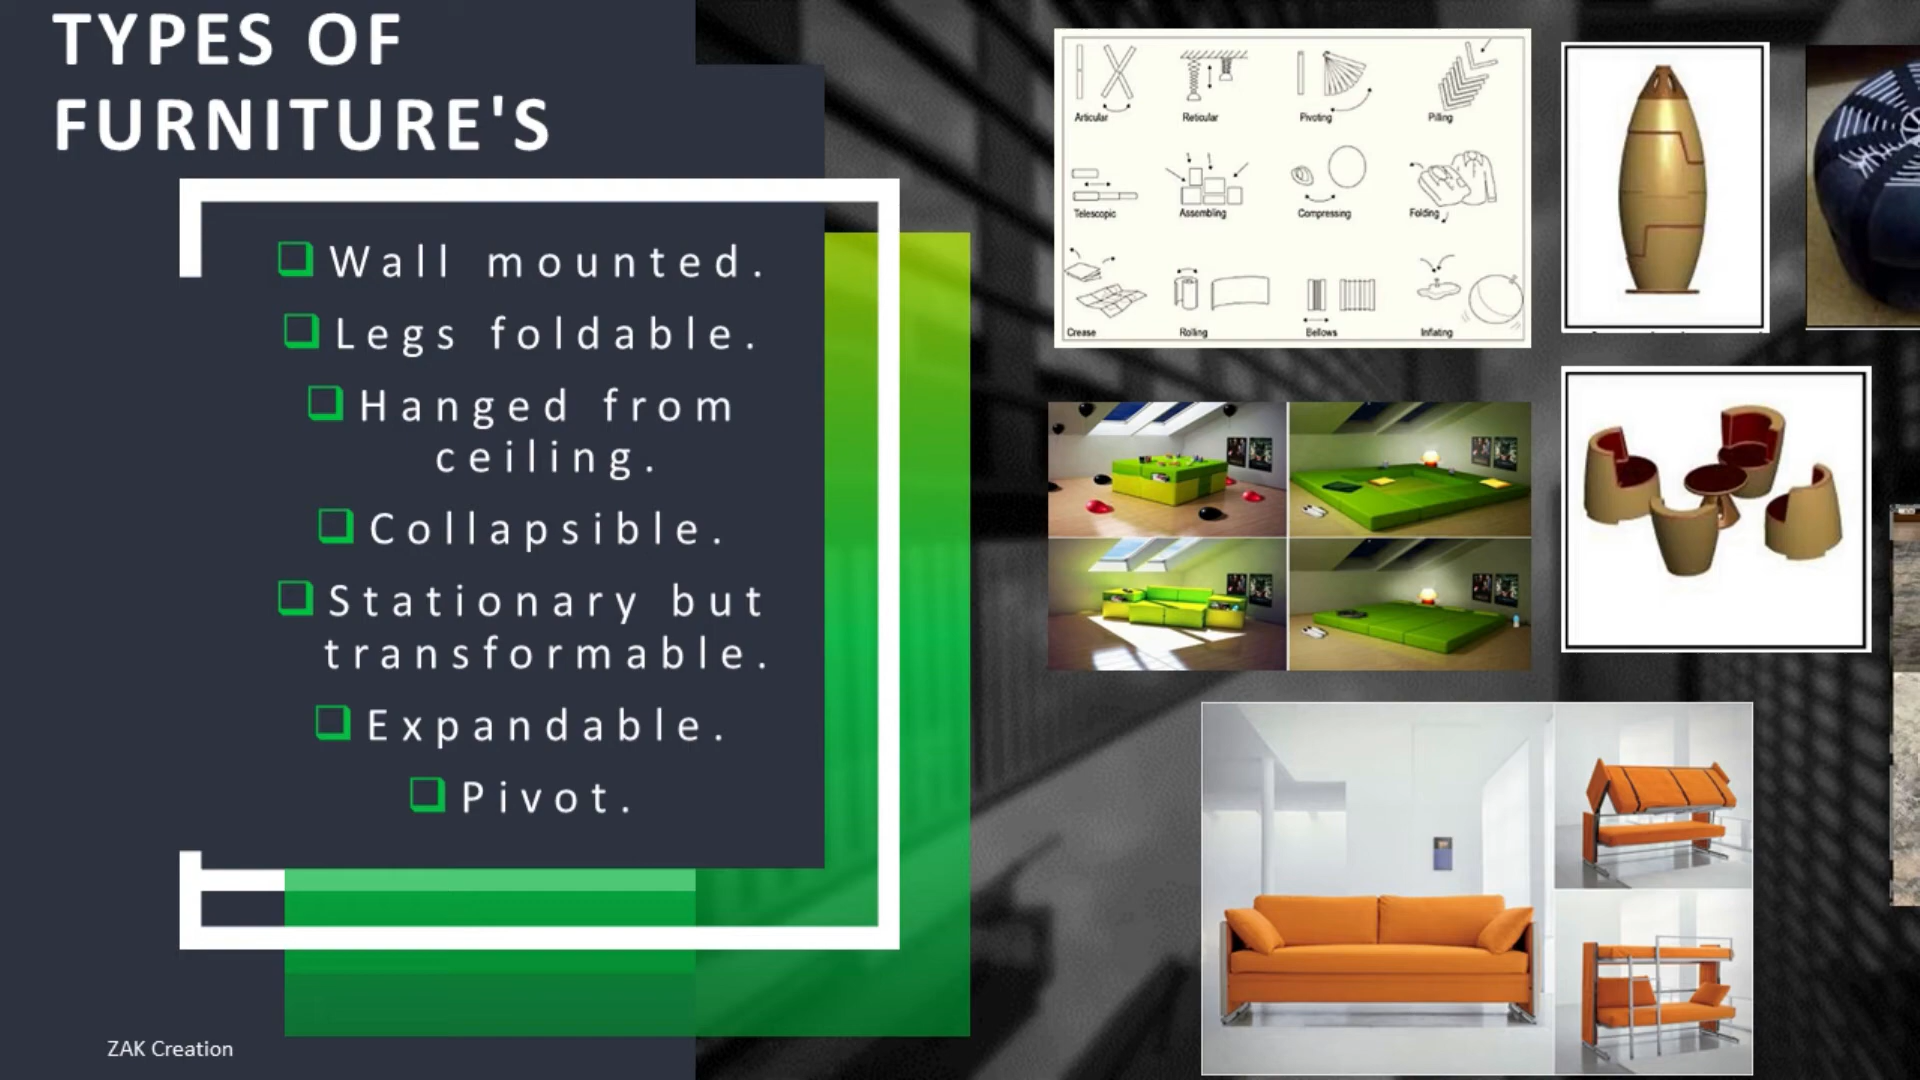 TYPES OF
FURNITURE'S
Wall mounted.
Legs foldable.
Hanged from
ceiling.
Collapsible.
Stationary but
transformable.
Expandable.
Pivot.
ZAK Creation
Articular
Reticular
Pivoting
Pilling
Telescopic
Assembling
Compressing
Folding
Crease
Rolling
Bellows
Inflating